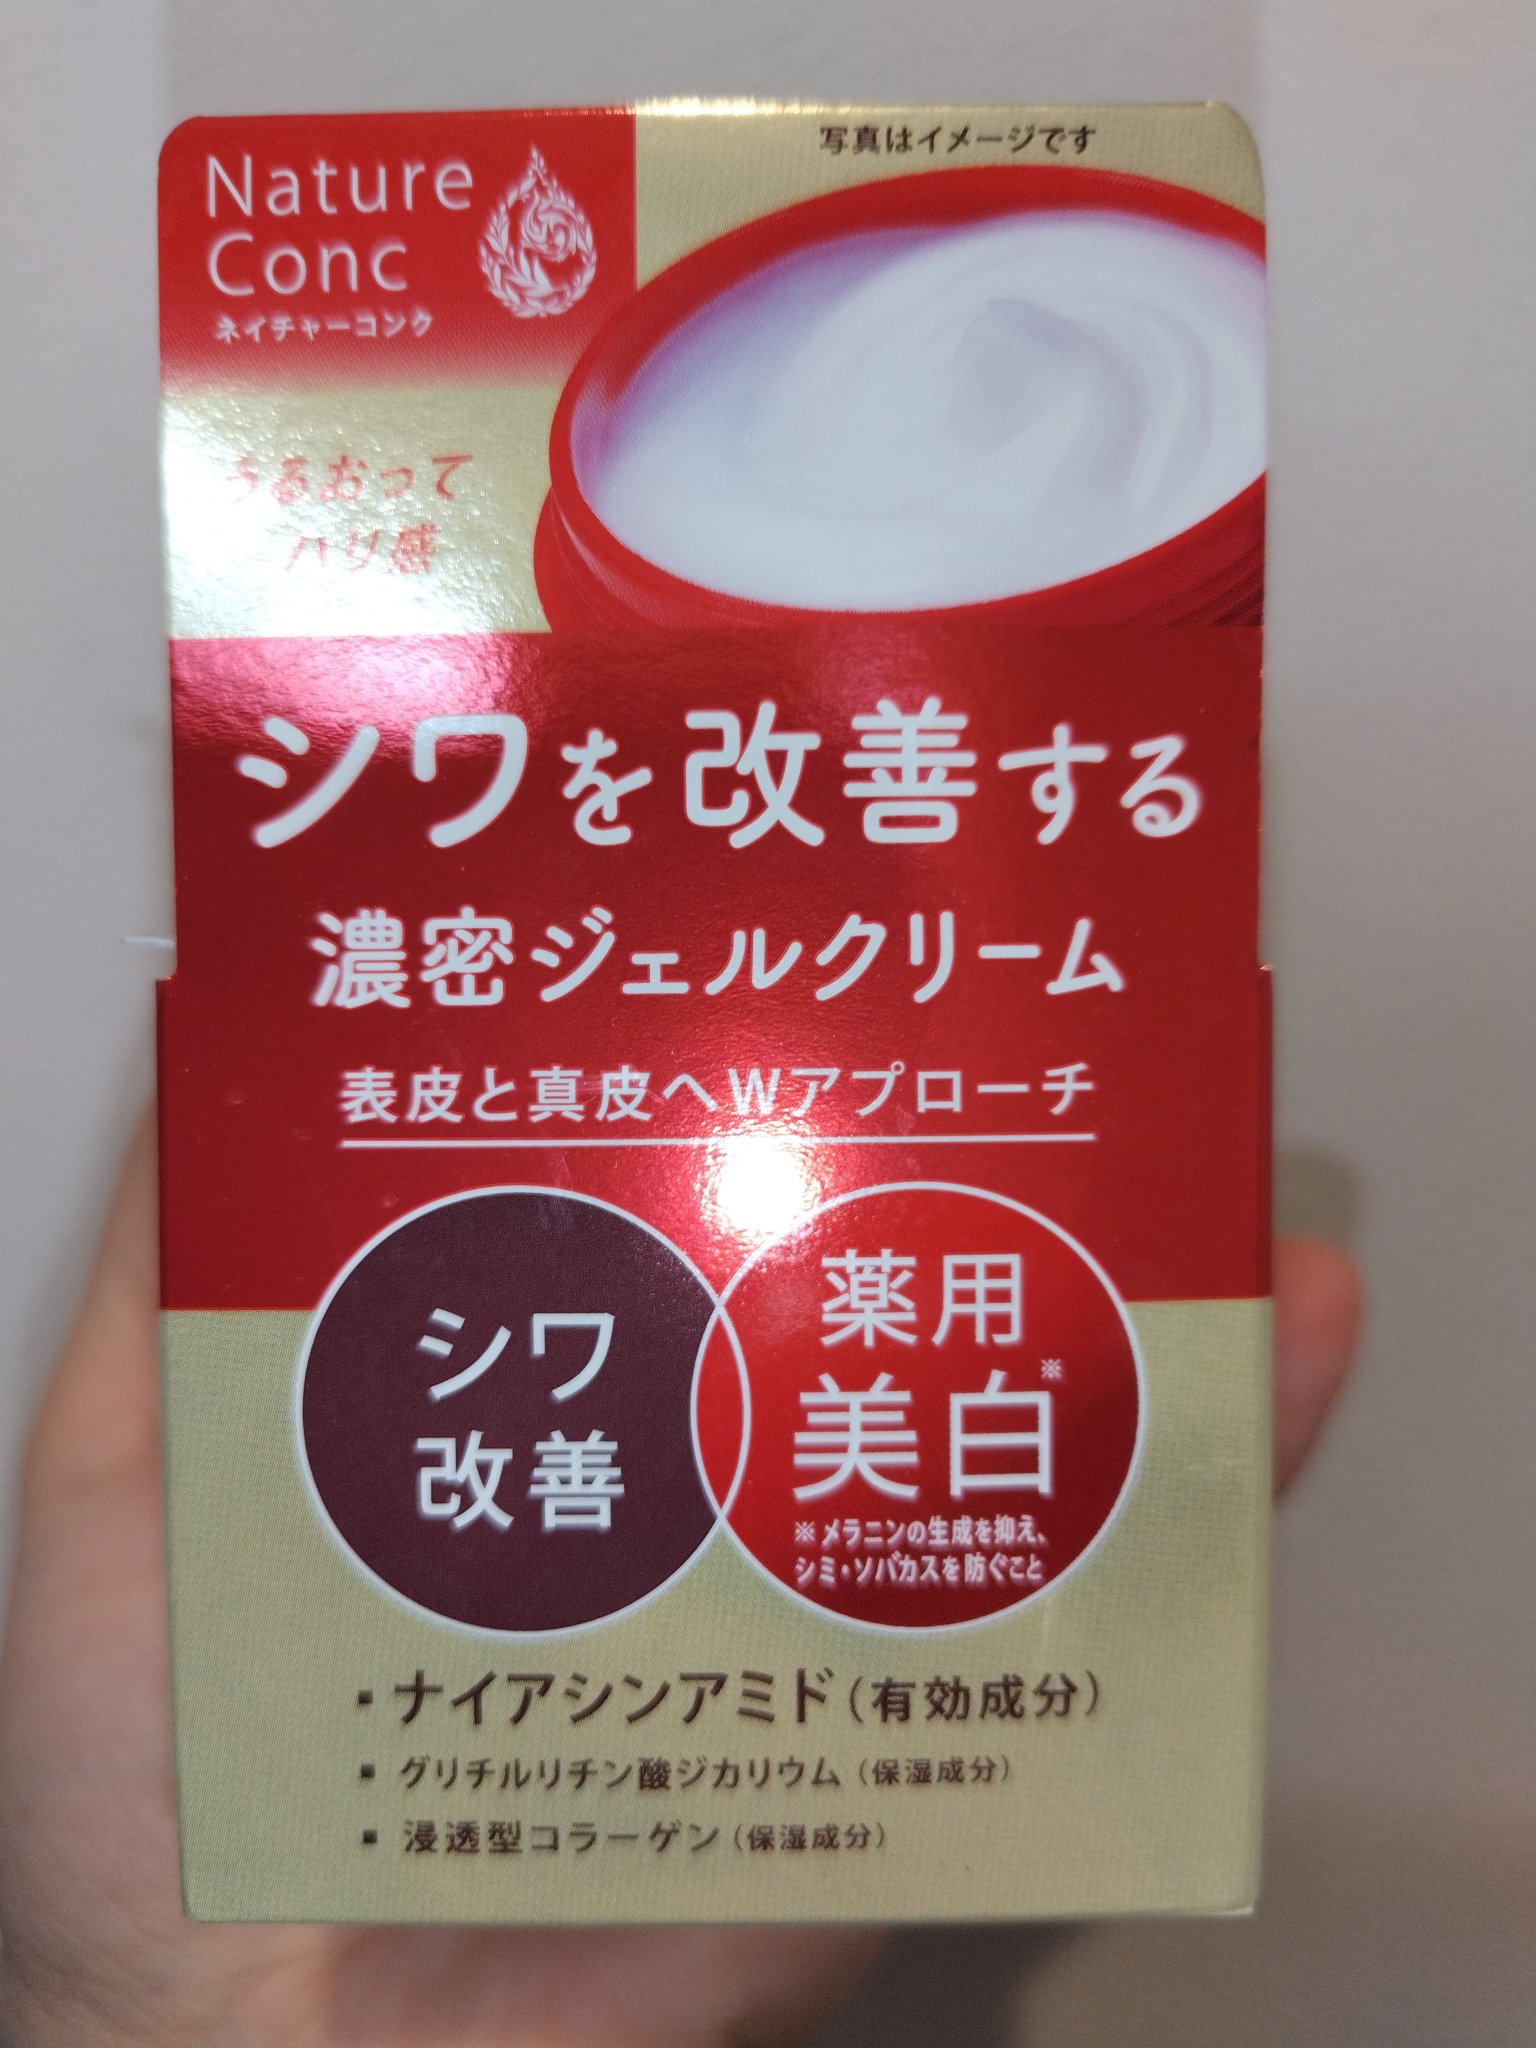 Nature
Conc
ネイチャーコンク
写真はイメージです
うるおって
ハリ感
シワを改善する
濃密ジェルクリーム
表皮と真皮へWアプローチ
シワ
改善
薬用
美白※
※メラニンの生成を抑え、
シミ・ソバカスを防ぐこと
▪ ナイアシンアミド(有効成分)
▪ グリチルリチン酸ジカリウム(保湿成分)
▪ 浸透型コラーゲン(保湿成分)